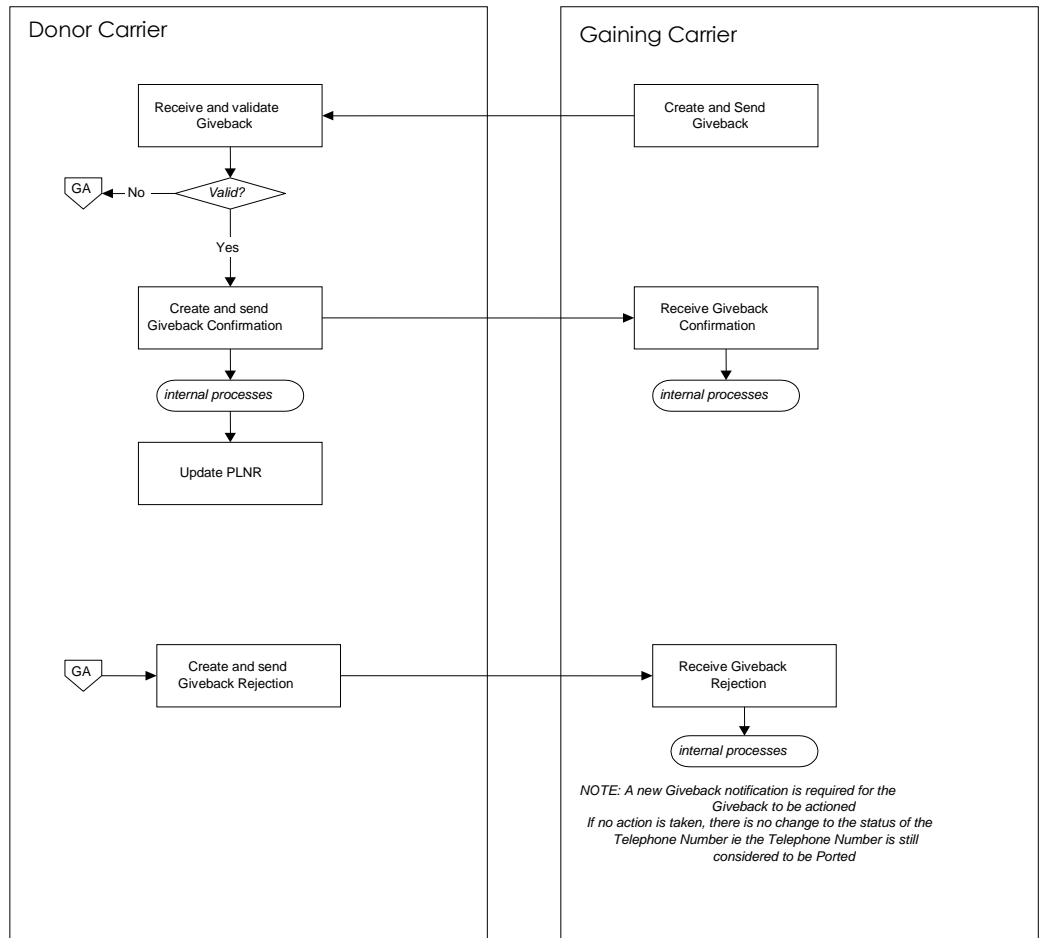 Donor Carrier
Gaining Carrier
Receive and validate
Giveback
Create and Send
Giveback
GA
No
Valid?
Yes
Create and send
Giveback Confirmation
Receive Giveback
Confirmation
internal processes
internal processes
Update PLNR
GA
Create and send
Giveback Rejection
Receive Giveback
Rejection
internal processes
NOTE: A new Giveback notification is required for the
Giveback to be actioned
If no action is taken, there is no change to the status of the
Telephone Number ie the Telephone Number is still
considered to be Ported